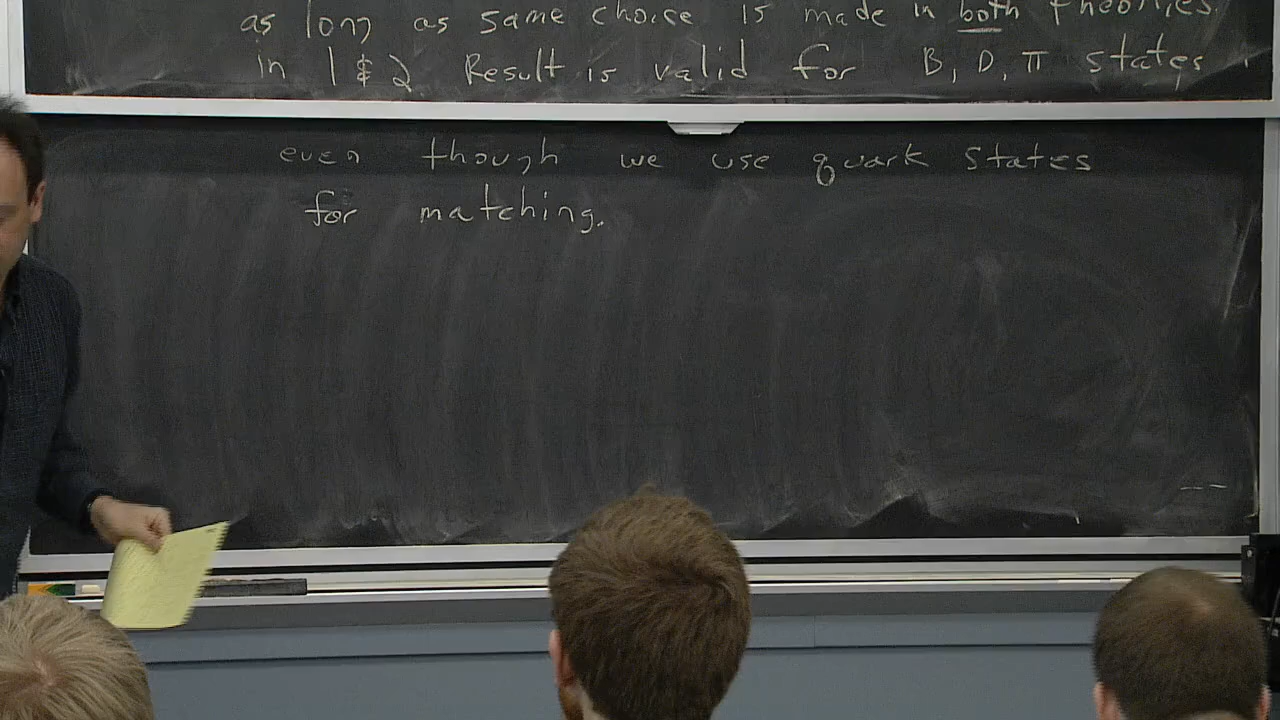 as long as same choice is made in both theories.
in 1 & 2 Result is valid for B, D, π states
even though we use quark states
for matching.